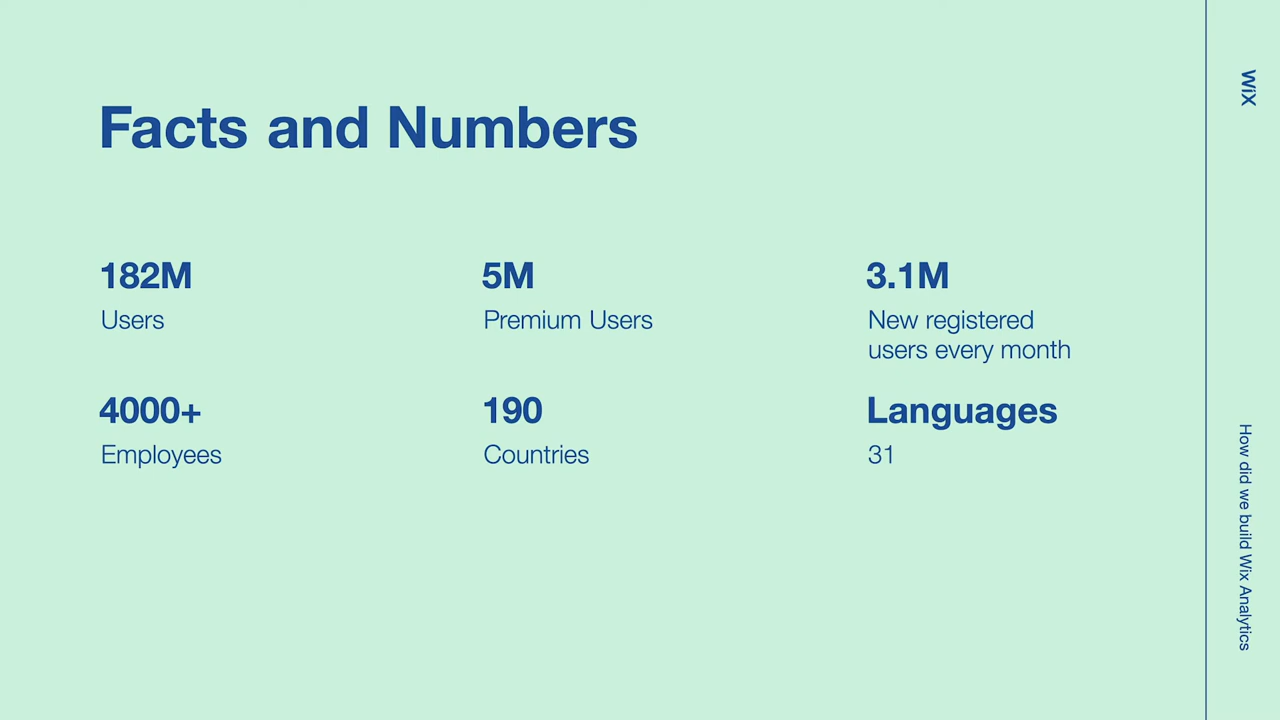 Facts and Numbers
182M
Users
5M
Premium Users
3.1M
New registered
users every month
4000+
Employees
190
Countries
Languages
31
WiX
How did we build Wix Analytics